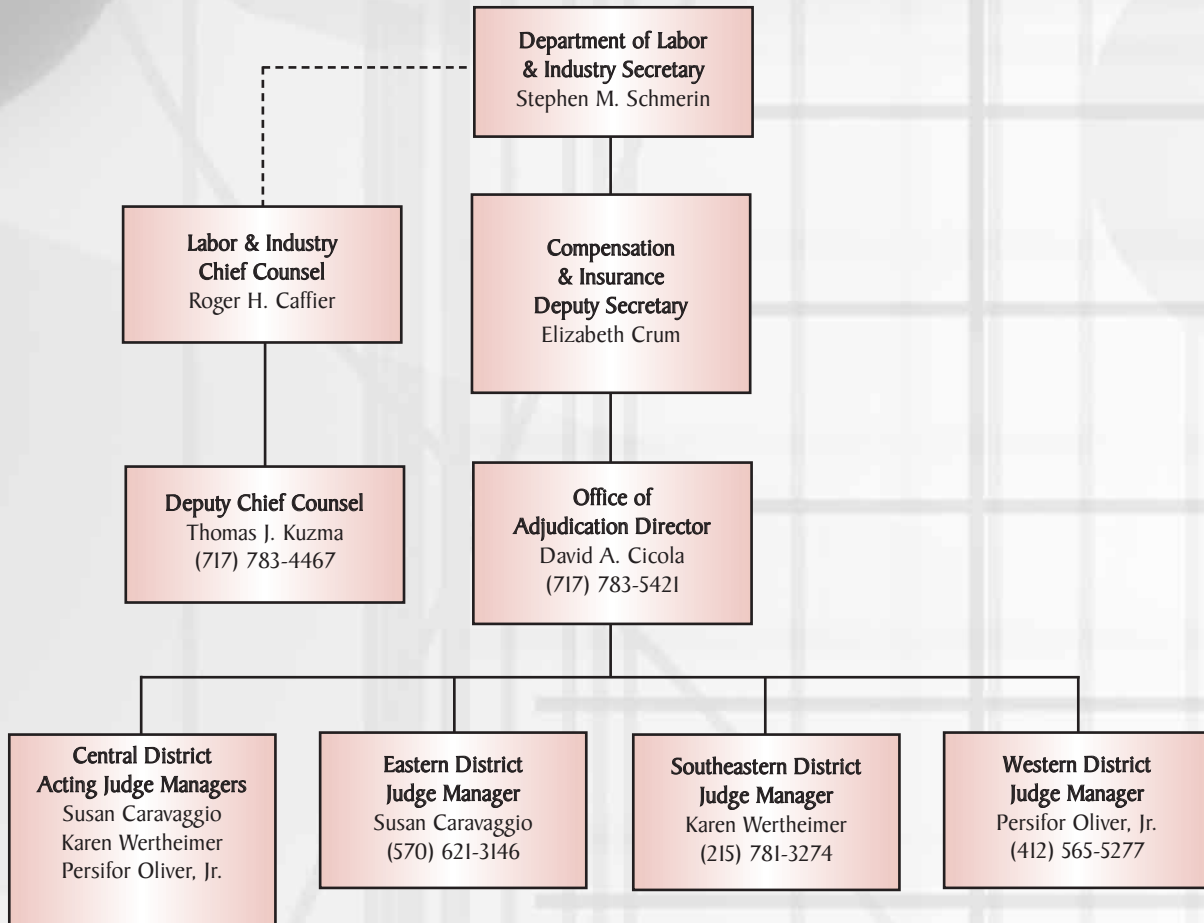 Department of Labor
& Industry Secretary
Stephen M. Schmerin
Labor & Industry
Chief Counsel
Roger H. Caffier
Compensation
& Insurance
Deputy Secretary
Elizabeth Crum
Deputy Chief Counsel
Thomas J. Kuzma
(717) 783-4467
Office of
Adjudication Director
David A. Cicola
(717) 783-5421
Central District
Acting Judge Managers
Susan Caravaggio
Karen Wertheimer
Persifor Oliver, Jr.
Eastern District
Judge Manager
Susan Caravaggio
(570) 621-3146
Southeastern District
Judge Manager
Karen Wertheimer
(215) 781-3274
Western District
Judge Manager
Persifor Oliver, Jr.
(412) 565-5277